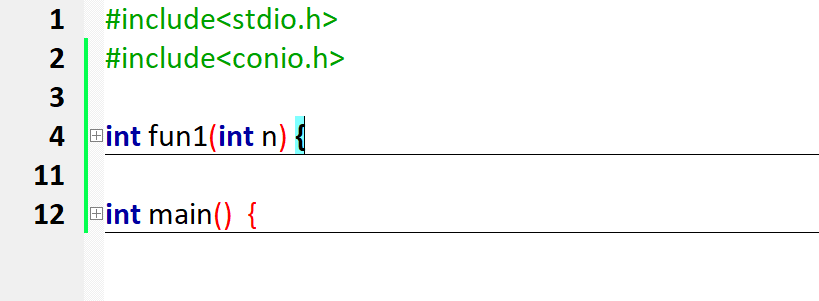 1 #include<stdio.h>
2 #include<conio.h>
3
4 int fun1(int n) {
11
12 int main()  {